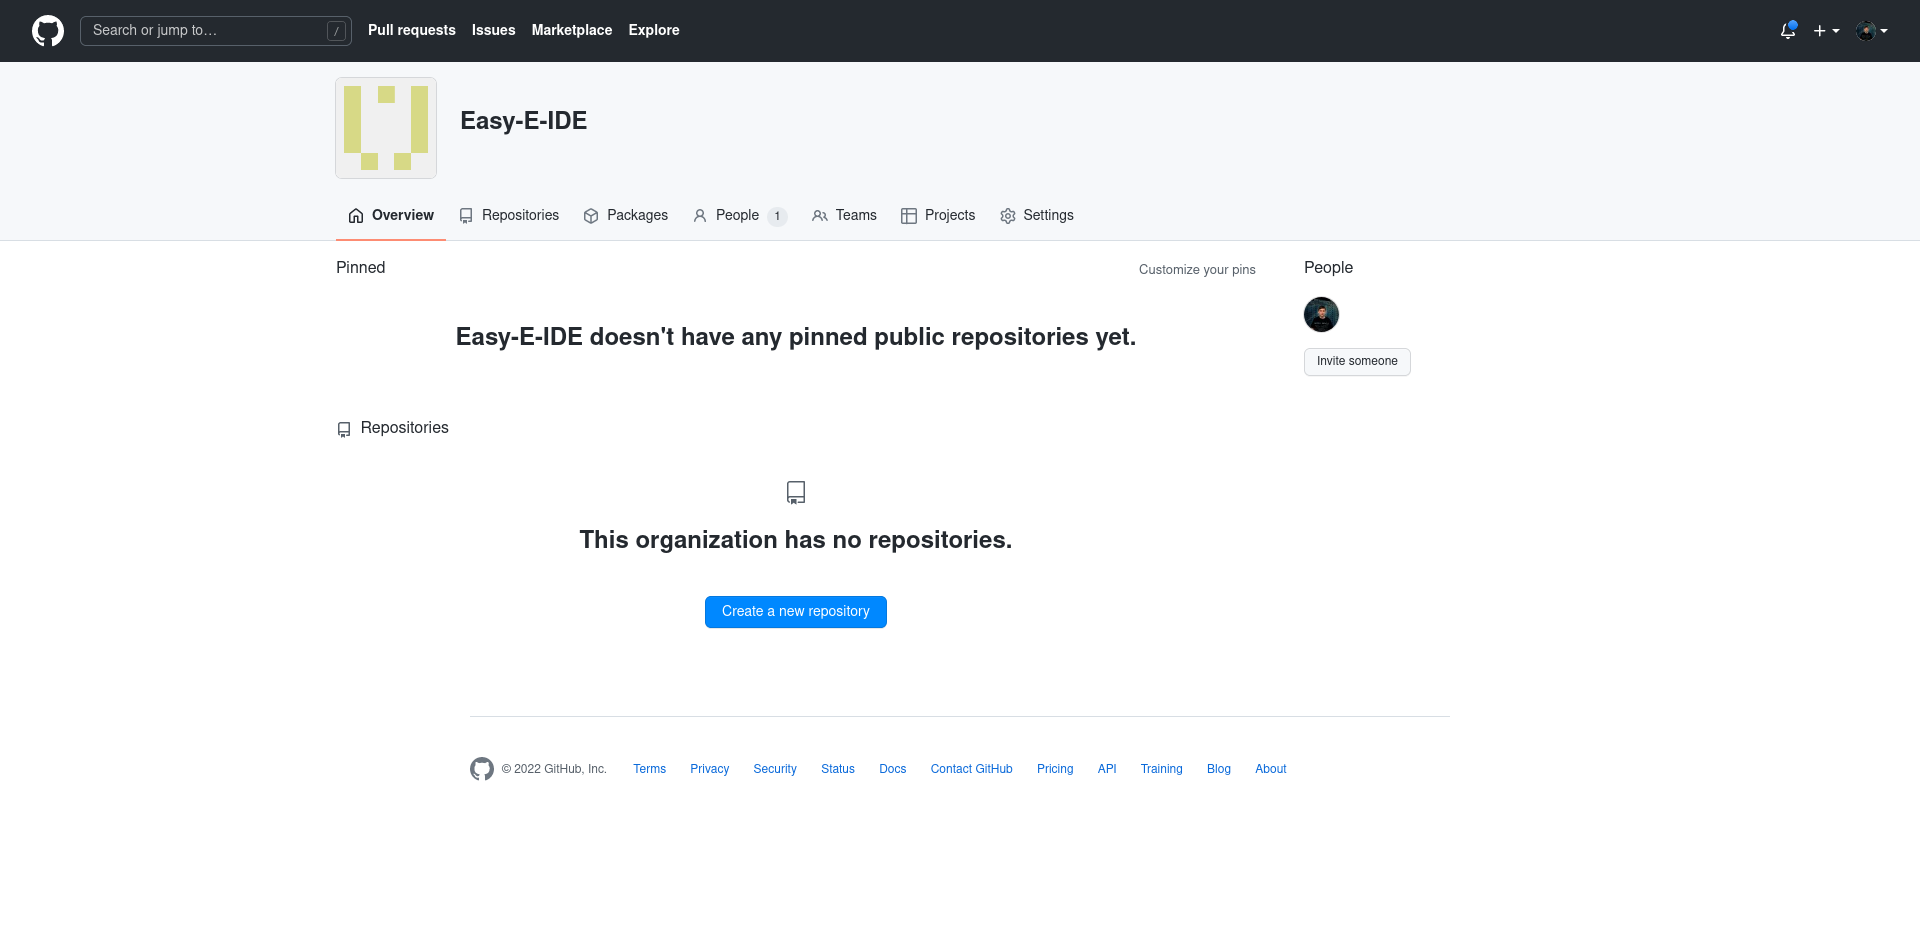 Search or jump to… /
Pull requests Issues Marketplace Explore
Easy-E-IDE
Overview Repositories Packages People 1 Teams Projects Settings
Pinned
Customize your pins
Easy-E-IDE doesn't have any pinned public repositories yet.
People
Invite someone
Repositories
This organization has no repositories.
Create a new repository
© 2022 GitHub, Inc. Terms Privacy Security Status Docs Contact GitHub Pricing API Training Blog About